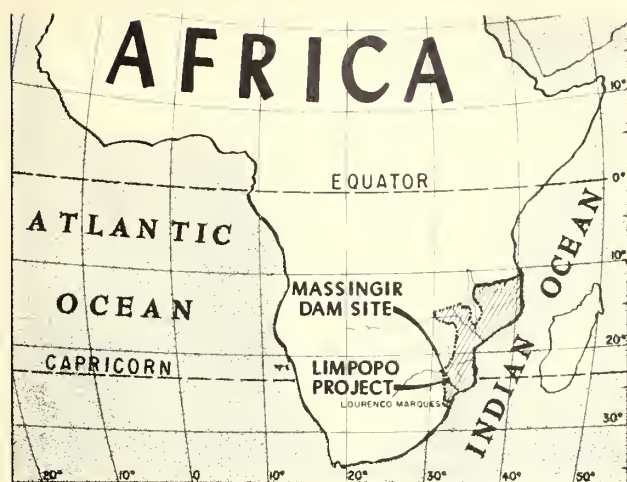 AFRICA
10°
EQUATOR
0°
ATLANTIC
OCEAN
INDIAN OCEAN
10°
MASSINGIR
DAM SITE
20°
CAPRICORN
LIMPOPO
PROJECT
LOURENCO MARQUES
30°
20° 10° 0 10° 20° 30° 40° 50°